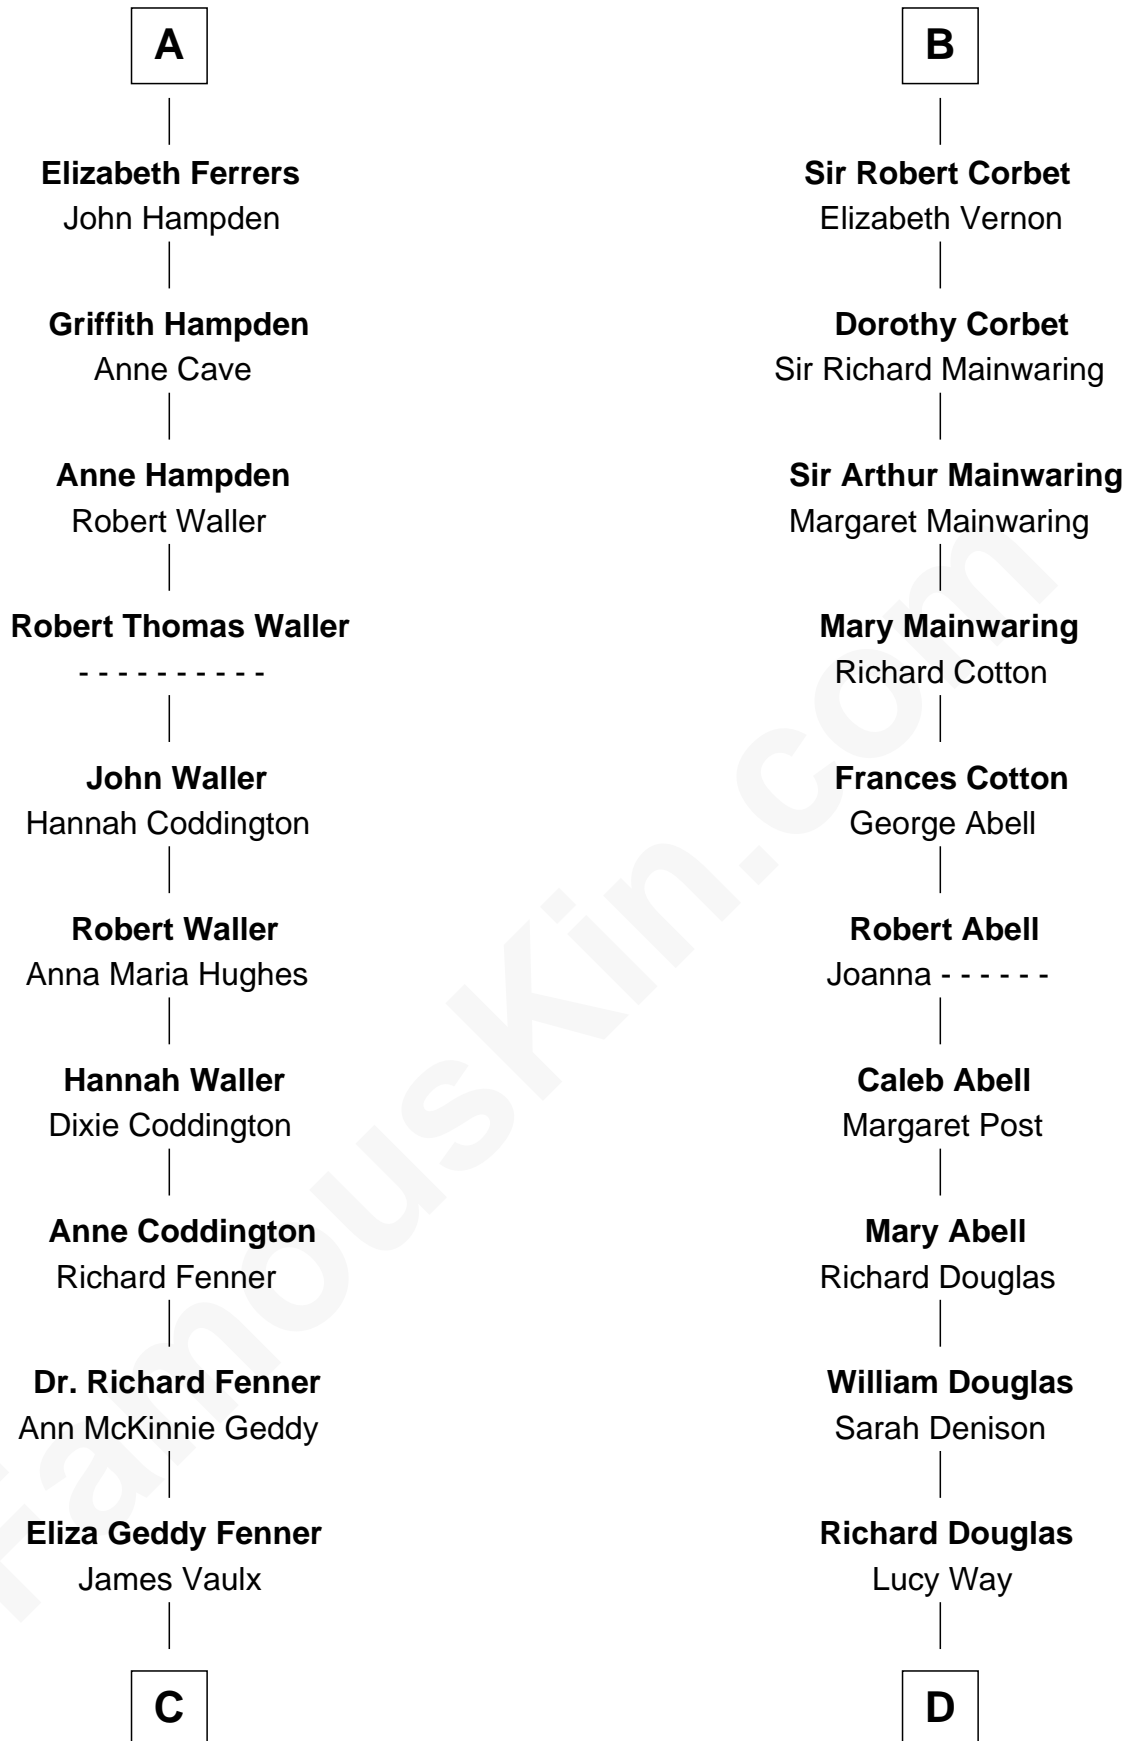 A
Elizabeth Ferrers
John Hampden
Griffith Hampden
Anne Cave
Anne Hampden
Robert Waller
Robert Thomas Waller
- - - - - - - - - -
John Waller
Hannah Coddington
Robert Waller
Anna Maria Hughes
Hannah Waller
Dixie Coddington
Anne Coddington
Richard Fenner
Dr. Richard Fenner
Ann McKinnie Geddy
Eliza Geddy Fenner
James Vaulx
C
B
Sir Robert Corbet
Elizabeth Vernon
Dorothy Corbet
Sir Richard Mainwaring
Sir Arthur Mainwaring
Margaret Mainwaring
Mary Mainwaring
Richard Cotton
Frances Cotton
George Abell
Robert Abell
Joanna - - - - - -
Caleb Abell
Margaret Post
Mary Abell
Richard Douglas
William Douglas
Sarah Denison
Richard Douglas
Lucy Way
D
FamousKin.com